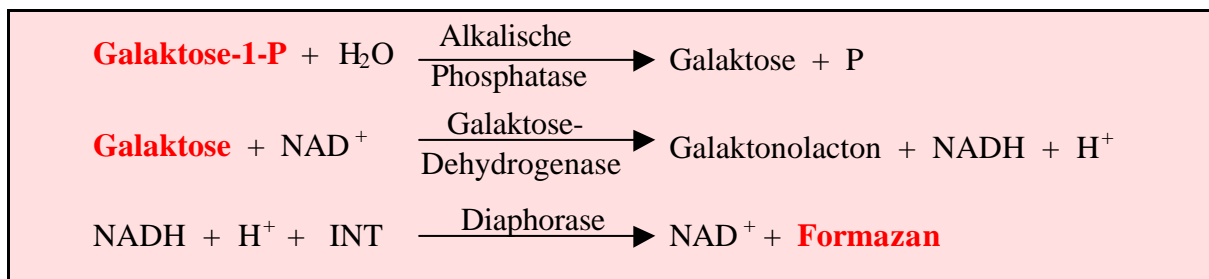 Galaktose-1-P + H₂O Alkalische Phosphatase Galaktose + P
Galaktose + NAD⁺ Galaktose-Dehydrogenase Galaktonolacton + NADH + H⁺
NADH + H⁺ + INT Diaphorase NAD⁺ + Formazan